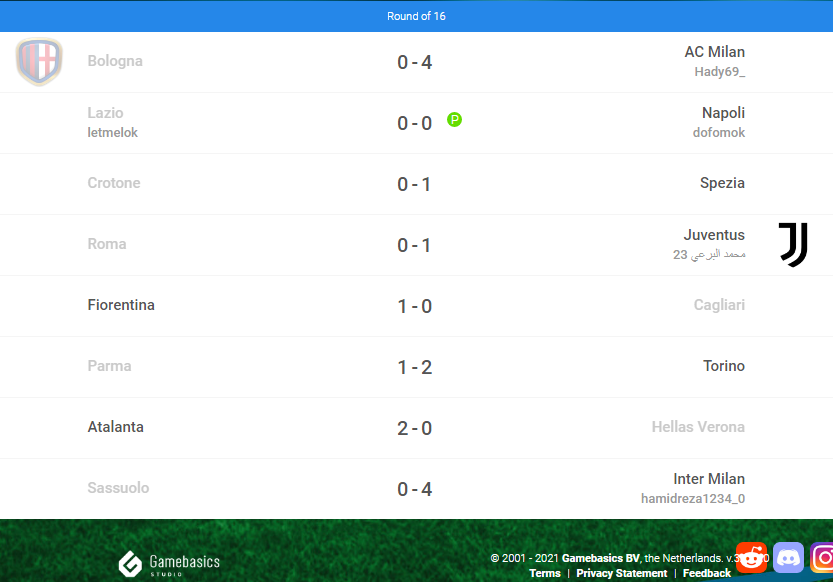 Round of 16
Bologna 0 - 4 AC Milan
Hady69_
Lazio 0 - 0 P Napoli
letmelok dofomok
Crotone 0 - 1 Spezia
Roma 0 - 1 Juventus
محمد البرعي 23
Fiorentina 1 - 0 Cagliari
Parma 1 - 2 Torino
Atalanta 2 - 0 Hellas Verona
Sassuolo 0 - 4 Inter Milan
hamidreza1234_0
Gamebasics
STUDIO
© 2001 - 2021 Gamebasics BV, the Netherlands.
Terms | Privacy Statement | Feedback